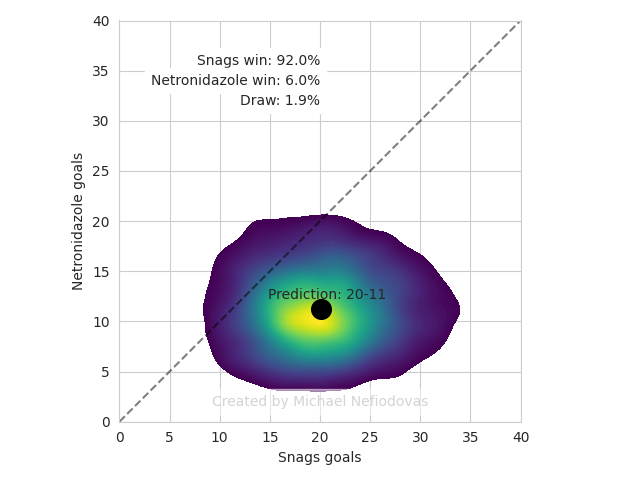 40
35
30
25
20
15
10
5
0
Netronidazole goals
Snags win: 92.0%
Netronidazole win: 6.0%
Draw: 1.9%
Prediction: 20-11
Created by Michael Nefiodovas
0 5 10 15 20 25 30 35 40
Snags goals